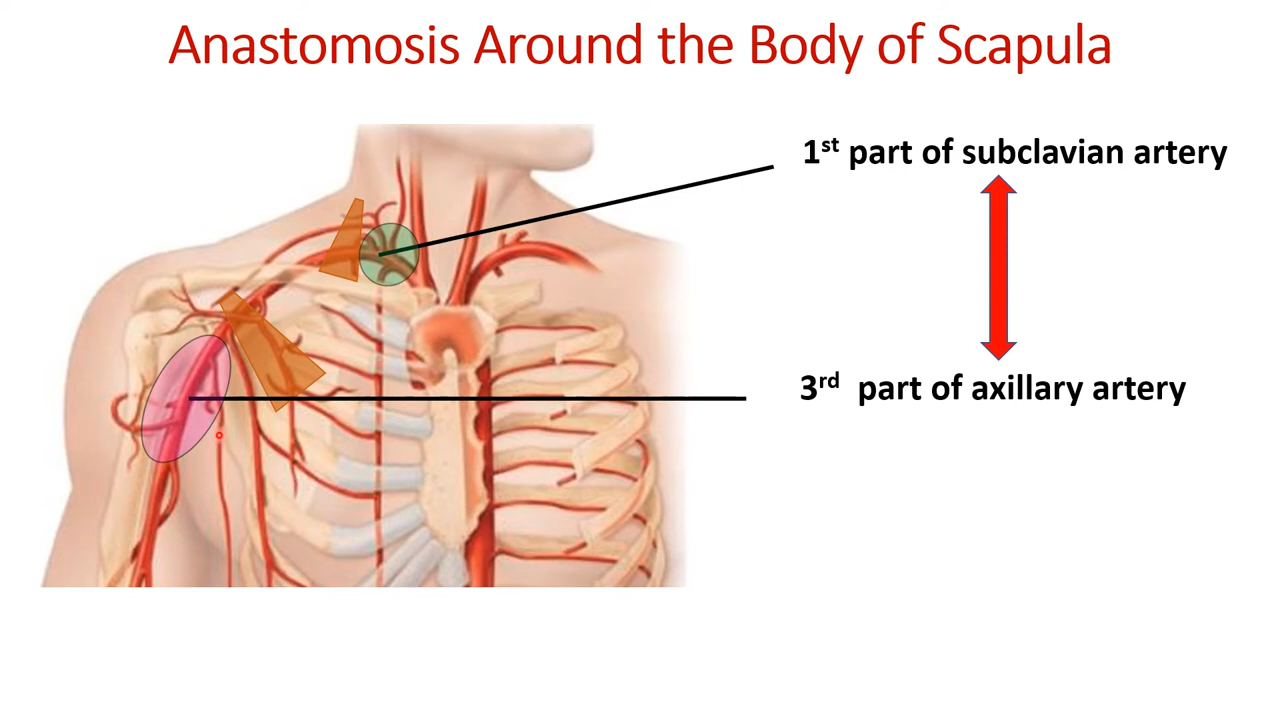 Anastomosis Around the Body of Scapula
1st part of subclavian artery
3rd part of axillary artery